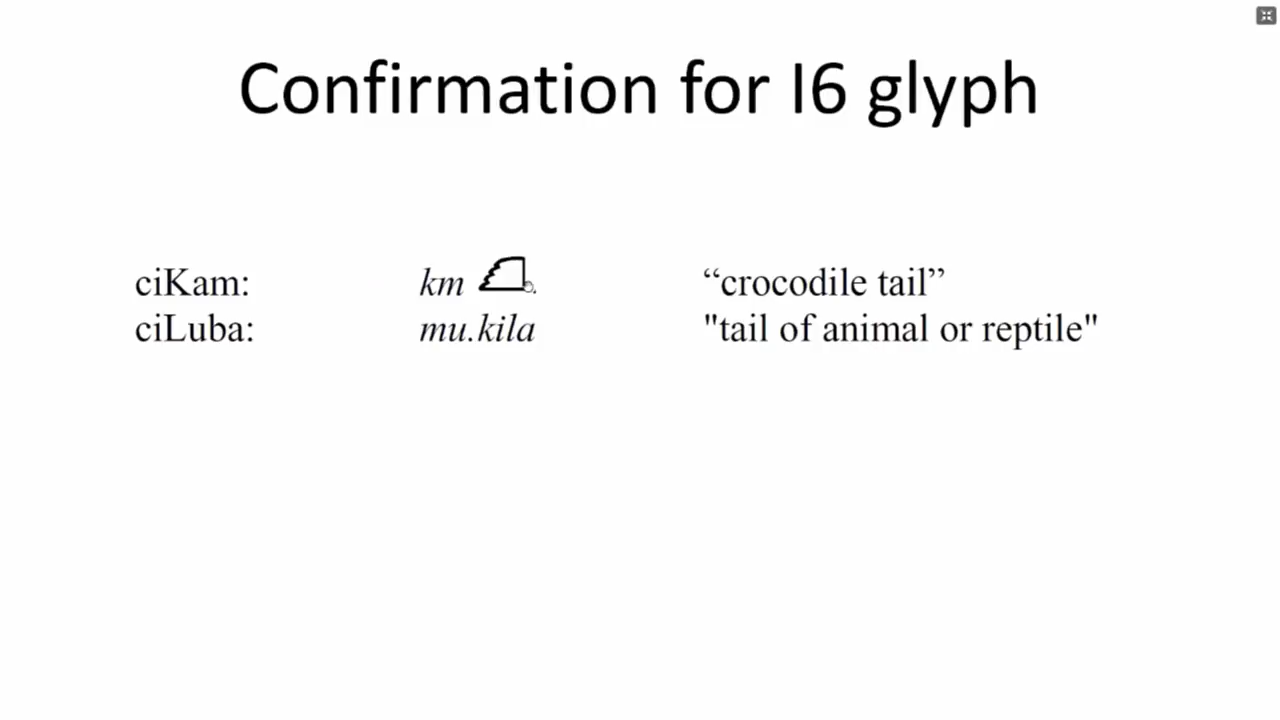 Confirmation for I6 glyph
ciKam: km “crocodile tail”
ciLuba: mu.kila "tail of animal or reptile"